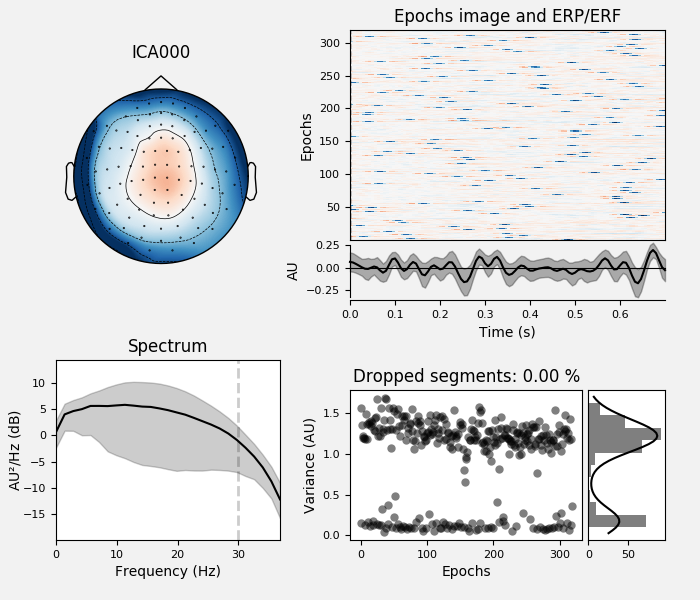 ICA000
Epochs image and ERP/ERF
300
250
200
150
100
50
Epochs
0.25
0.00
−0.25
AU
0.0 0.1 0.2 0.3 0.4 0.5 0.6
Time (s)
Spectrum
10
5
0
−5
−10
−15
AU²/Hz (dB)
0 10 20 30
Frequency (Hz)
Dropped segments: 0.00 %
1.5
1.0
0.5
0.0
Variance (AU)
0 100 200 300
Epochs
0 50